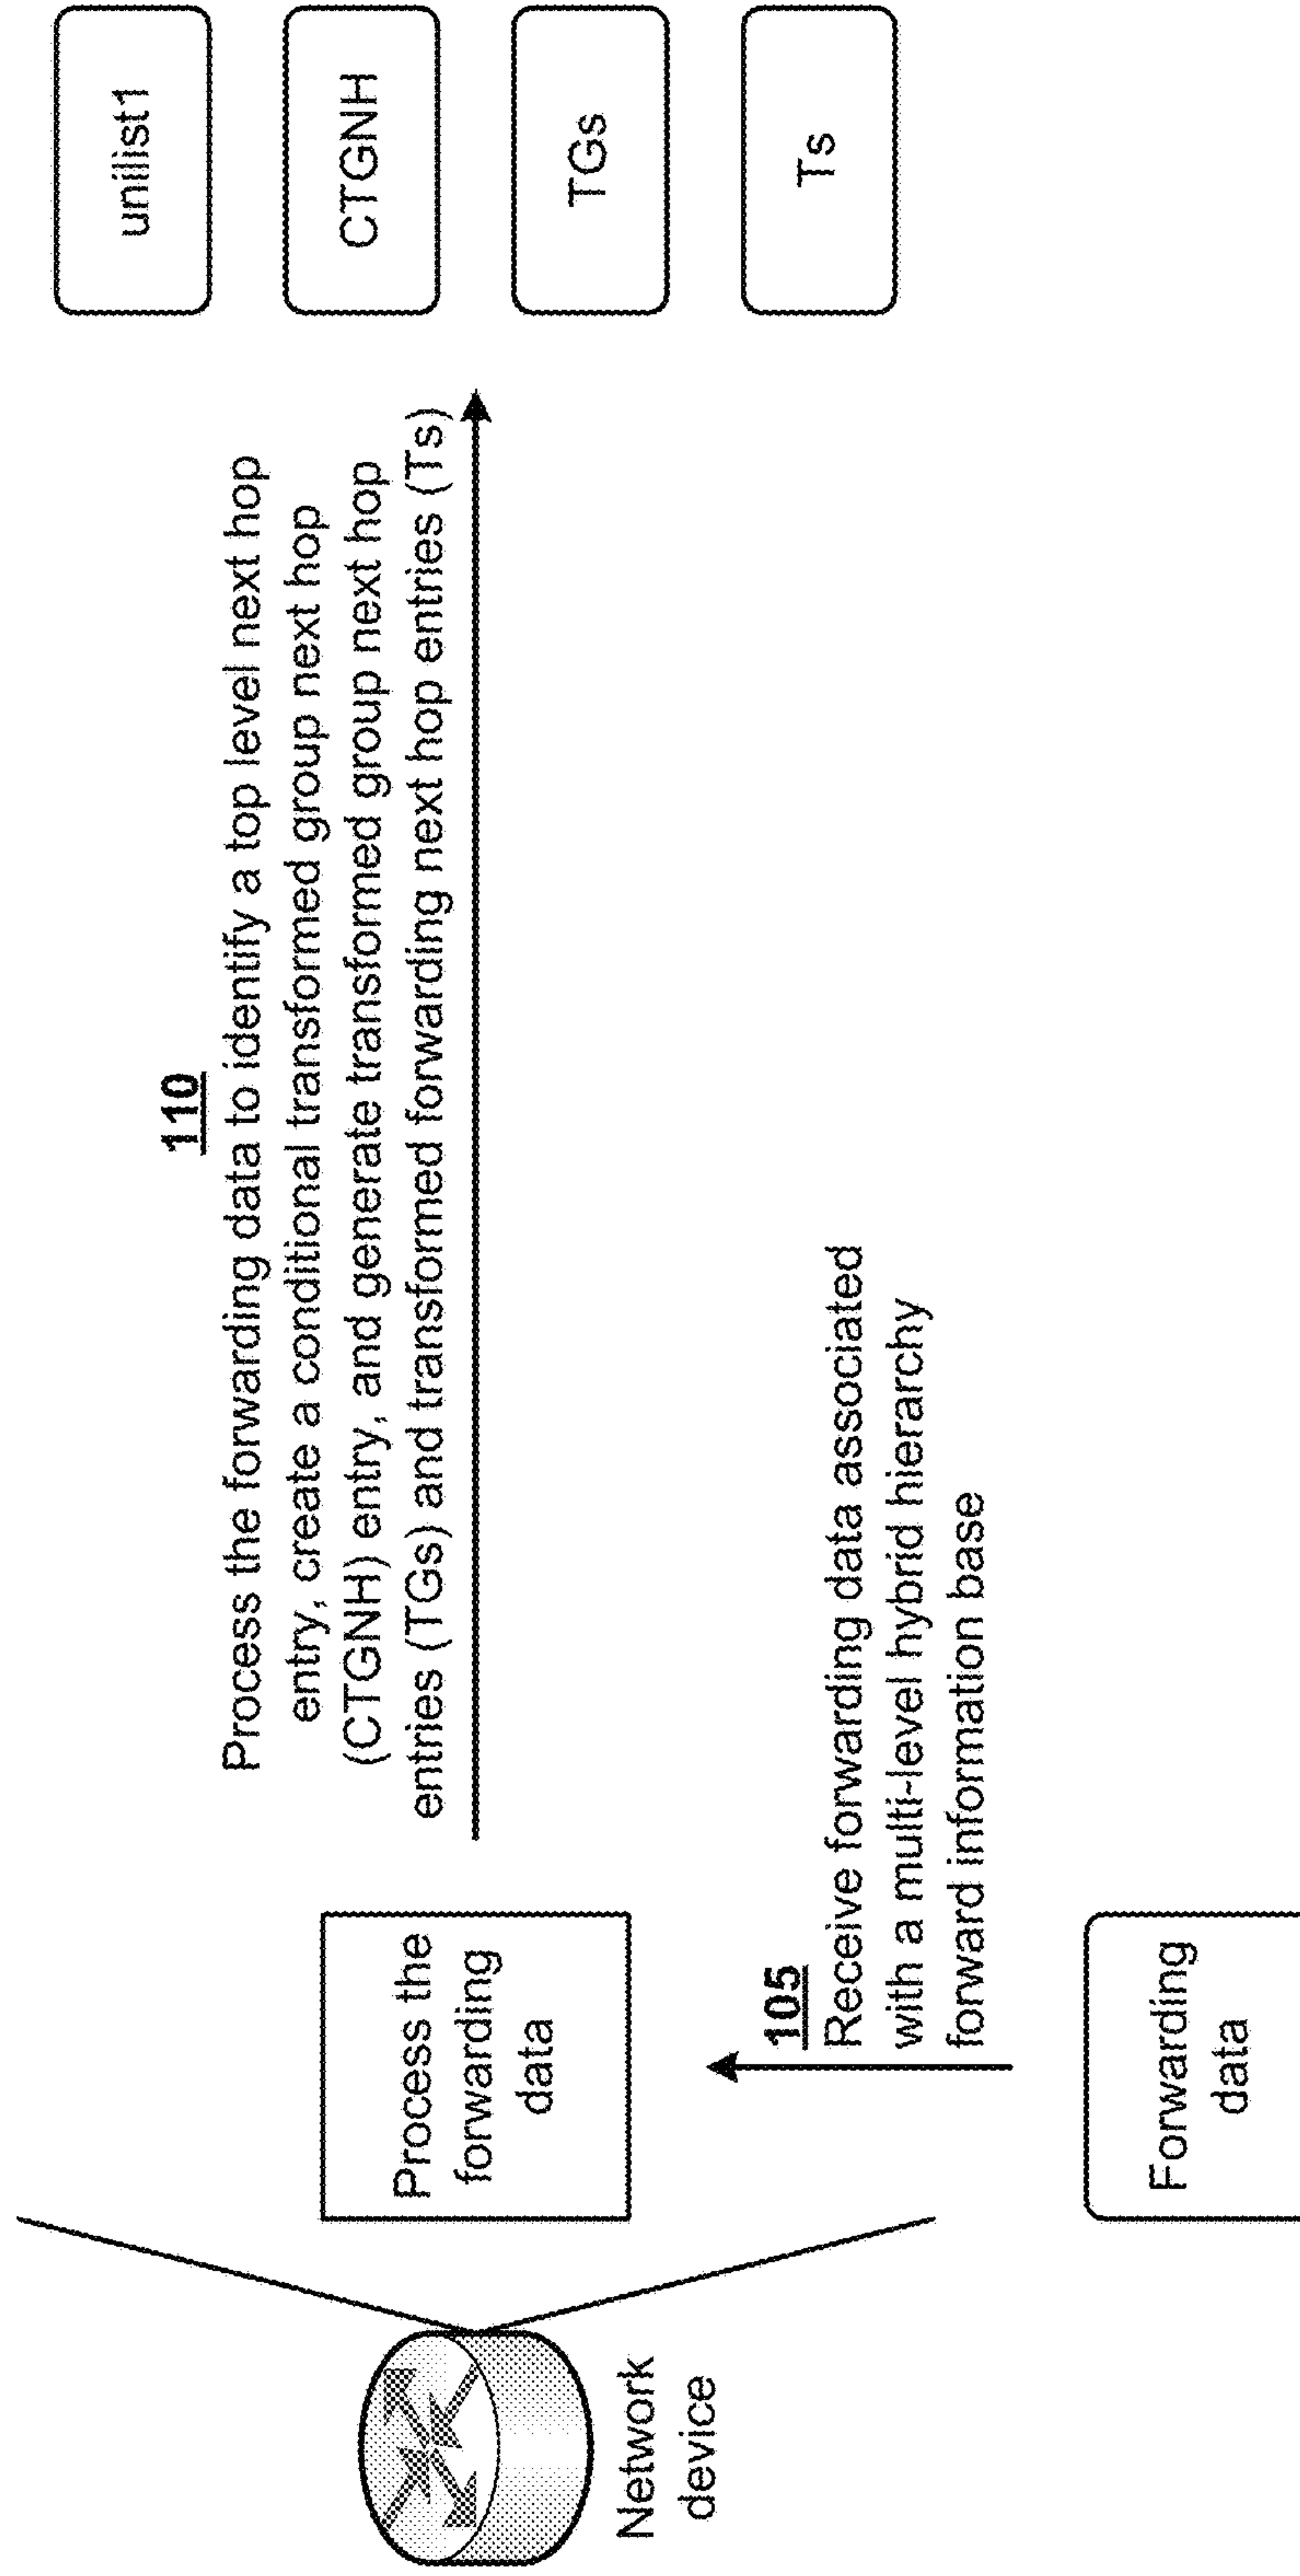 110
Process the forwarding data to identify a top level next hop
entry, create a conditional transformed group next hop
(CTGNH) entry, and generate transformed group next hop
entries (TGs) and transformed forwarding next hop entries (Ts)
unilist1
CTGNH
TGs
Ts
Process the
forwarding
data
Network
device
105
Receive forwarding data associated
with a multi-level hybrid hierarchy
forward information base
Forwarding
data